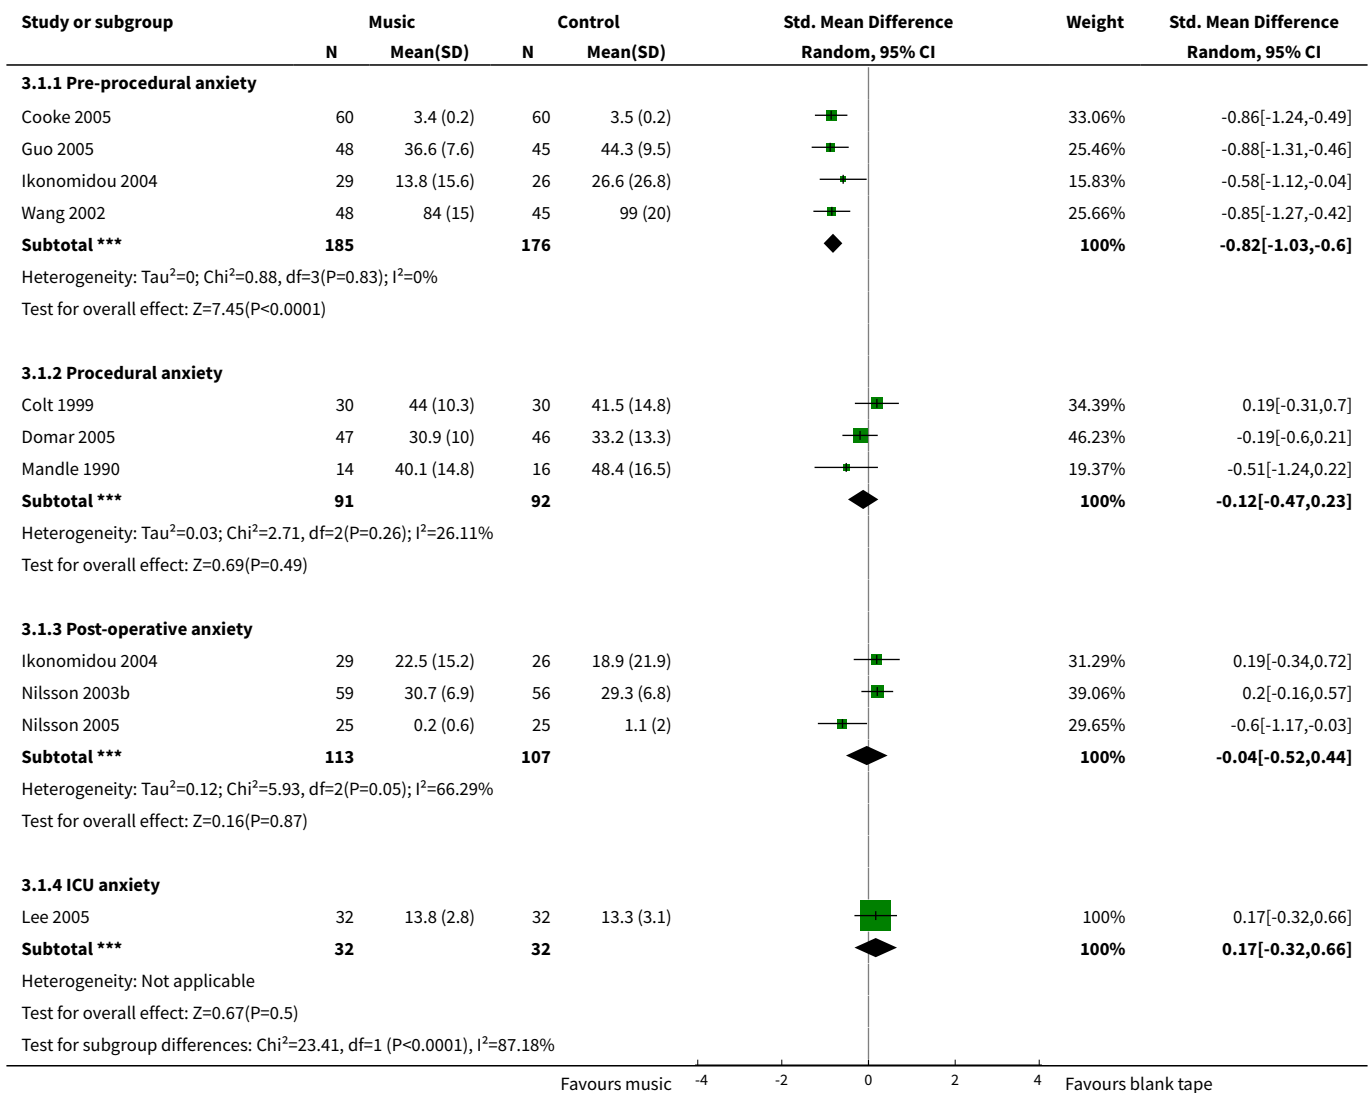 Study or subgroup Music Control Std. Mean Difference Weight Std. Mean Difference
N Mean(SD) N Mean(SD) Random, 95% CI Random, 95% CI
3.1.1 Pre-procedural anxiety
Cooke 2005 60 3.4 (0.2) 60 3.5 (0.2) 33.06% -0.86[-1.24,-0.49]
Guo 2005 48 36.6 (7.6) 45 44.3 (9.5) 25.46% -0.88[-1.31,-0.46]
Ikonomidou 2004 29 13.8 (15.6) 26 26.6 (26.8) 15.83% -0.58[-1.12,-0.04]
Wang 2002 48 84 (15) 45 99 (20) 25.66% -0.85[-1.27,-0.42]
Subtotal *** 185 176 100% -0.82[-1.03,-0.6]
Heterogeneity: Tau²=0; Chi²=0.88, df=3(P=0.83); I²=0%
Test for overall effect: Z=7.45(P<0.0001)
3.1.2 Procedural anxiety
Colt 1999 30 44 (10.3) 30 41.5 (14.8) 34.39% 0.19[-0.31,0.7]
Domar 2005 47 30.9 (10) 46 33.2 (13.3) 46.23% -0.19[-0.6,0.21]
Mandle 1990 14 40.1 (14.8) 16 48.4 (16.5) 19.37% -0.51[-1.24,0.22]
Subtotal *** 91 92 100% -0.12[-0.47,0.23]
Heterogeneity: Tau²=0.03; Chi²=2.71, df=2(P=0.26); I²=26.11%
Test for overall effect: Z=0.69(P=0.49)
3.1.3 Post-operative anxiety
Ikonomidou 2004 29 22.5 (15.2) 26 18.9 (21.9) 31.29% 0.19[-0.34,0.72]
Nilsson 2003b 59 30.7 (6.9) 56 29.3 (6.8) 39.06% 0.2[-0.16,0.57]
Nilsson 2005 25 0.2 (0.6) 25 1.1 (2) 29.65% -0.6[-1.17,-0.03]
Subtotal *** 113 107 100% -0.04[-0.52,0.44]
Heterogeneity: Tau²=0.12; Chi²=5.93, df=2(P=0.05); I²=66.29%
Test for overall effect: Z=0.16(P=0.87)
3.1.4 ICU anxiety
Lee 2005 32 13.8 (2.8) 32 13.3 (3.1) 100% 0.17[-0.32,0.66]
Subtotal *** 32 32 100% 0.17[-0.32,0.66]
Heterogeneity: Not applicable
Test for overall effect: Z=0.67(P=0.5)
Test for subgroup differences: Chi²=23.41, df=1 (P<0.0001), I²=87.18%
Favours music -4 -2 0 2 4 Favours blank tape